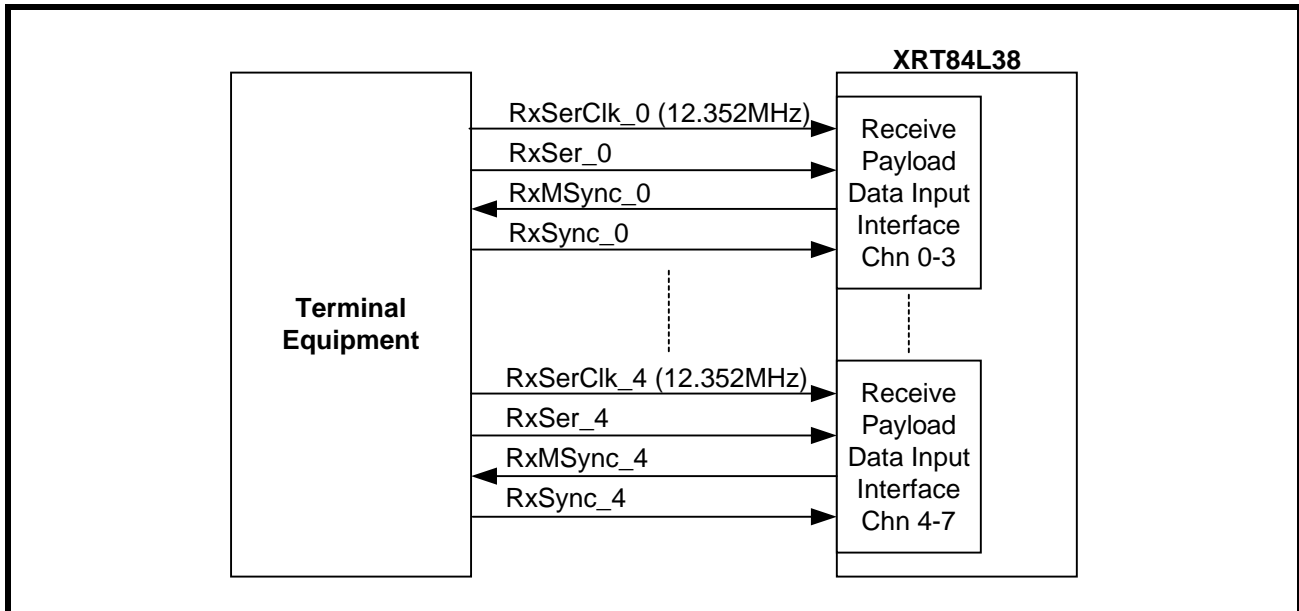 XRT84L38
RxSerClk_0 (12.352MHz)
RxSer_0
RxMSync_0
RxSync_0
Receive
Payload
Data Input
Interface
Chn 0-3
Terminal
Equipment
RxSerClk_4 (12.352MHz)
RxSer_4
RxMSync_4
RxSync_4
Receive
Payload
Data Input
Interface
Chn 4-7